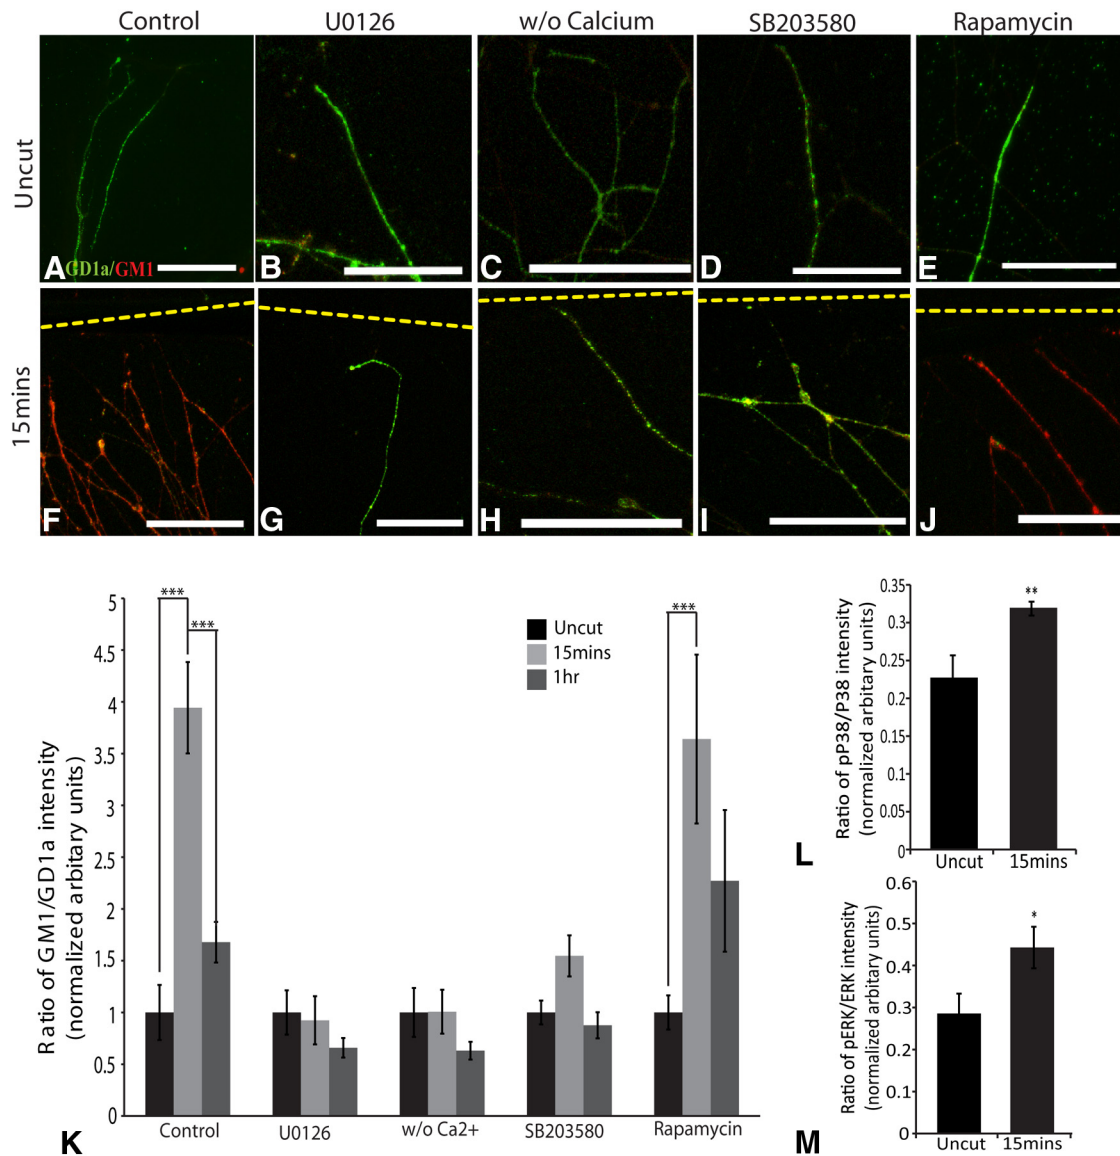 Control U0126 w/o Calcium SB203580 Rapamycin
Uncut
A GD1a/GM1 B C D E
15mins
F G H I J
Ratio of GM1/GD1a intensity
(normalized arbitary units)
5
4.5
4
3.5
3
2.5
2
1.5
1
0.5
0
***
***
***
Uncut
15mins
1hr
Control U0126 w/o Ca2+ SB203580 Rapamycin
K
Ratio of pP38/P38 intensity
(normalized arbitary units)
0.35
0.3
0.25
0.2
0.15
0.1
0.05
0
**
Uncut 15mins
L
Ratio of pERK/ERK intensity
(normalized arbitary units)
0.6
0.5
0.4
0.3
0.2
0.1
0
*
Uncut 15mins
M